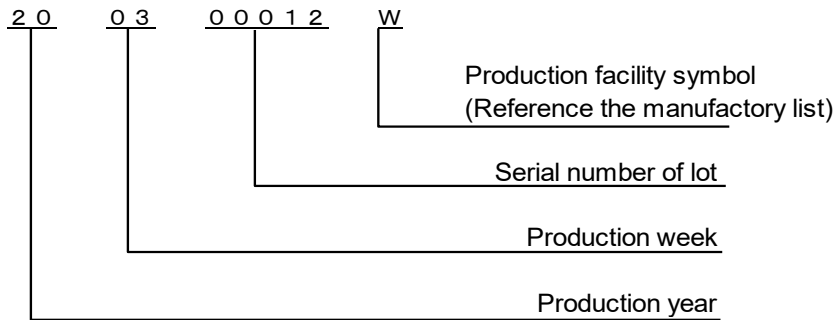 ２０ ０３ ０００１２ W
Production facility symbol
(Reference the manufactory list)
Serial number of lot
Production week
Production year